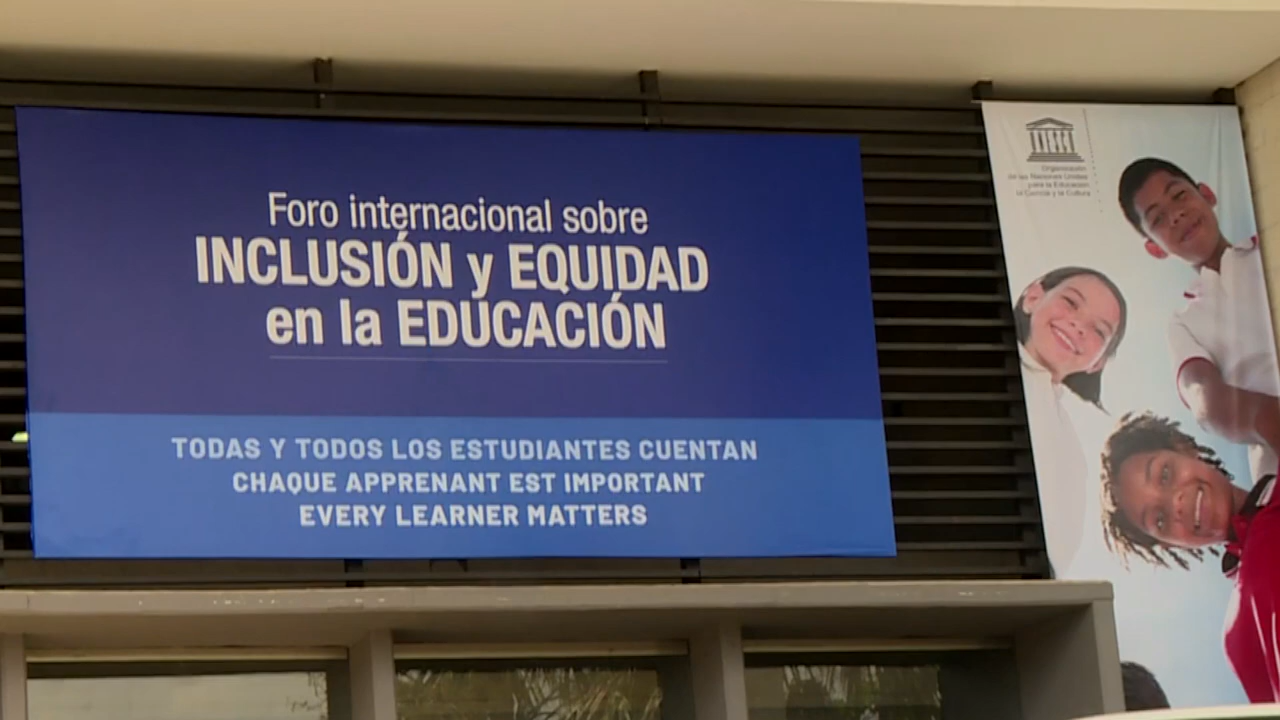 Foro internacional sobre
INCLUSIÓN y EQUIDAD
en la EDUCACIÓN
TODAS Y TODOS LOS ESTUDIANTES CUENTAN
CHAQUE APPRENANT EST IMPORTANT
EVERY LEARNER MATTERS
Organización
de las Naciones Unidas
para la Educación
la Ciencia y la Cultura